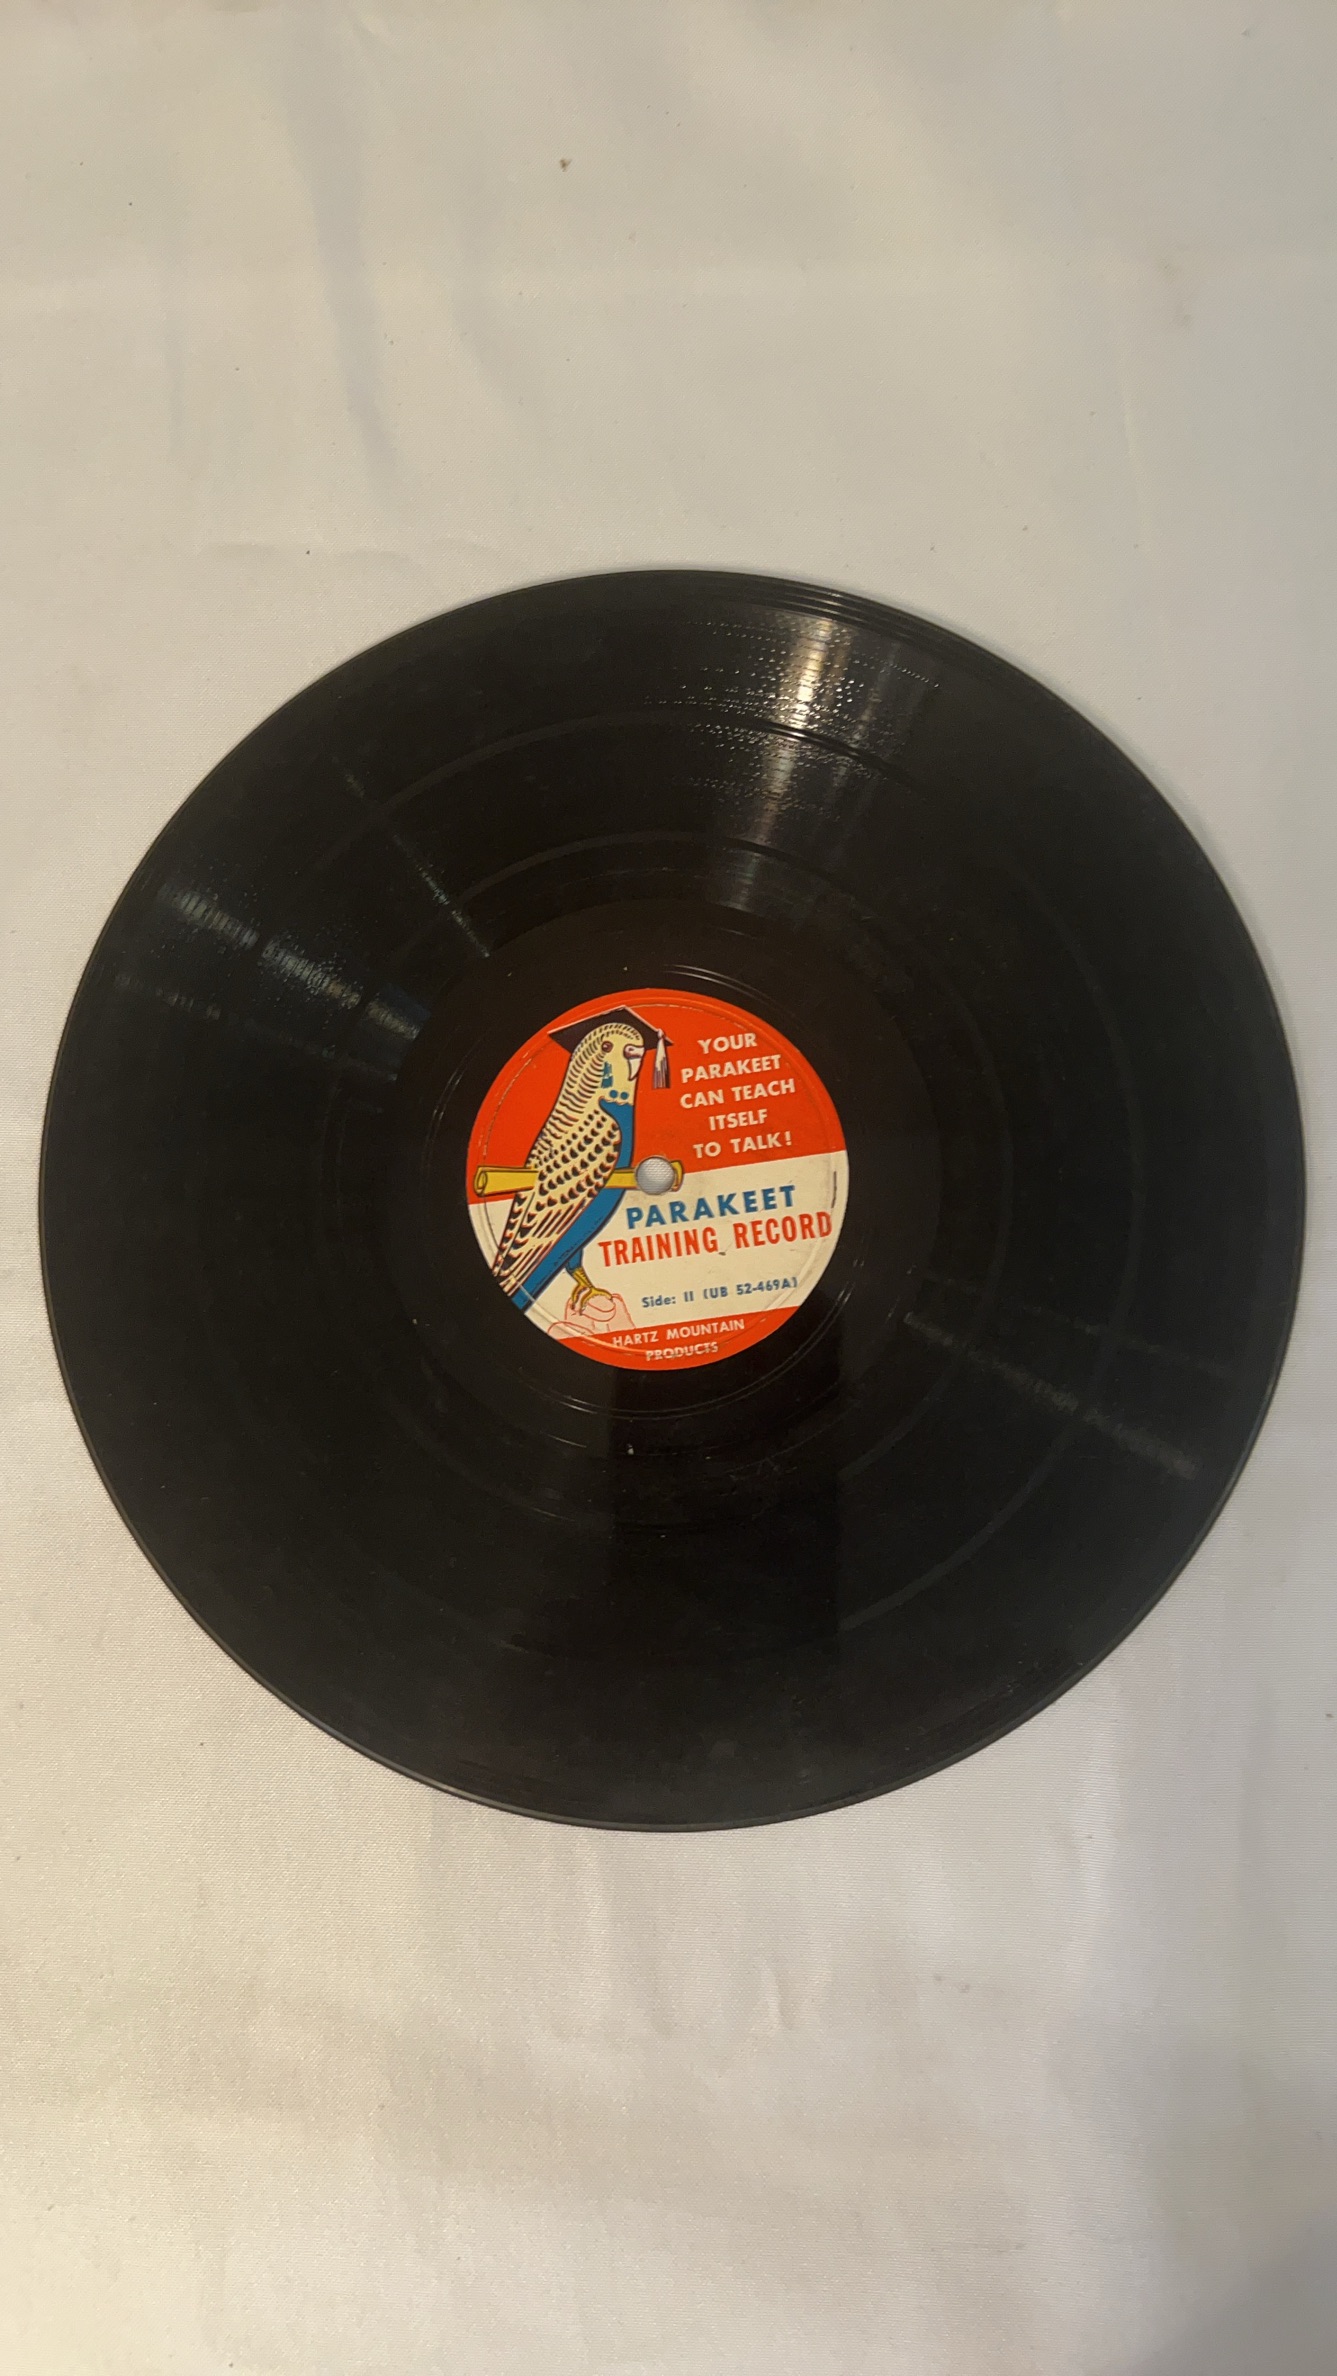 YOUR
PARAKEET
CAN TEACH
ITSELF
TO TALK!
PARAKEET
TRAINING RECORD
Side: II (UB 52-469A)
HARTZ MOUNTAIN
PRODUCTS